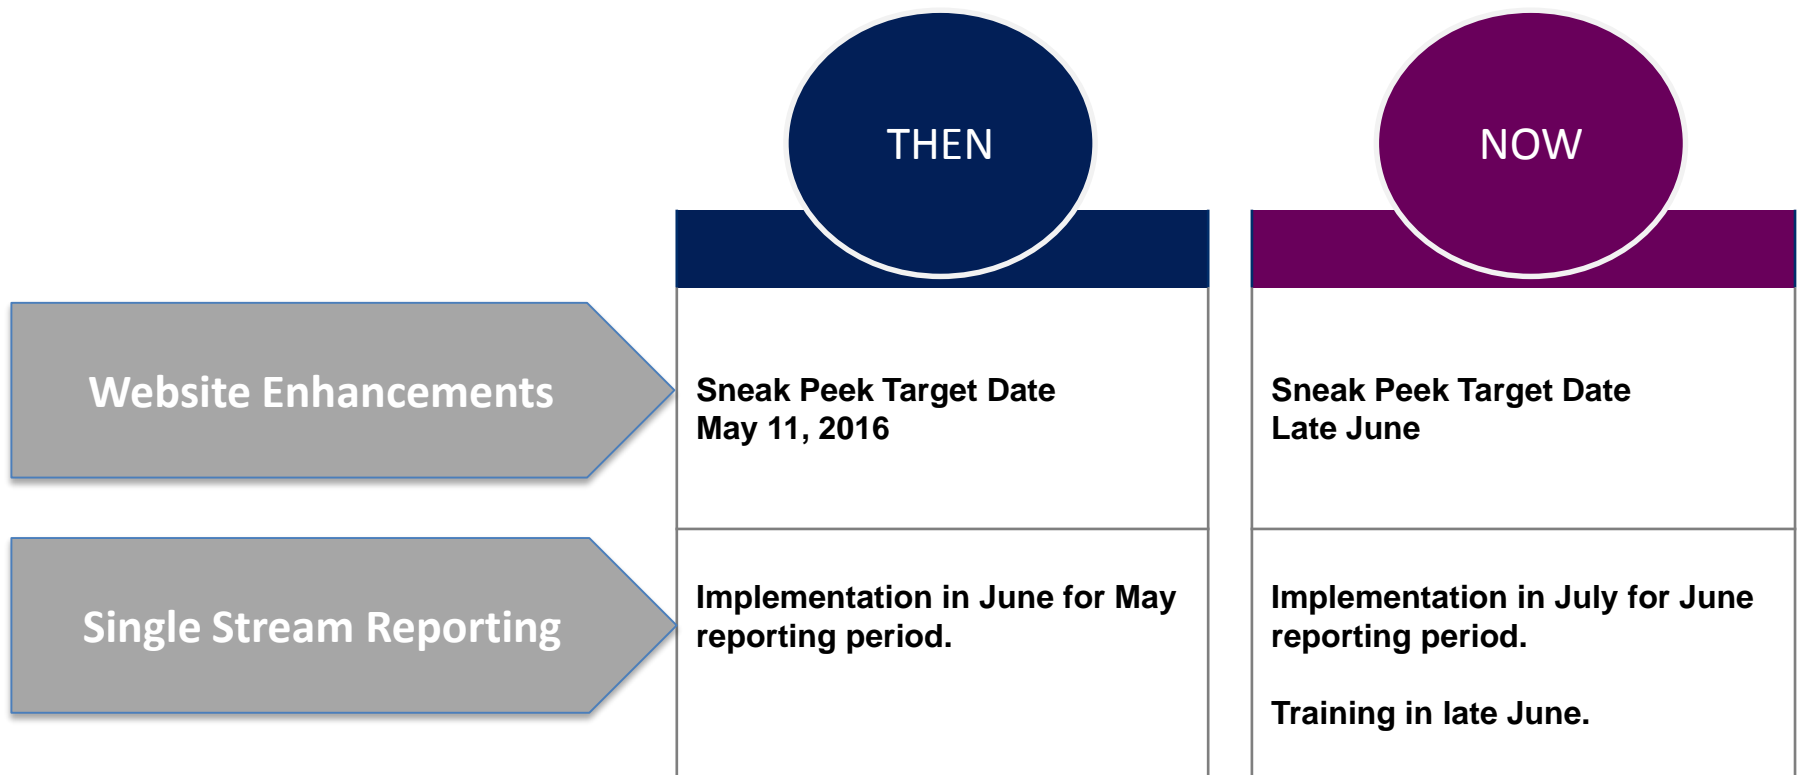 THEN
NOW
Website Enhancements
Sneak Peek Target Date
May 11, 2016
Sneak Peek Target Date
Late June
Single Stream Reporting
Implementation in June for May
reporting period.
Implementation in July for June
reporting period.
Training in late June.